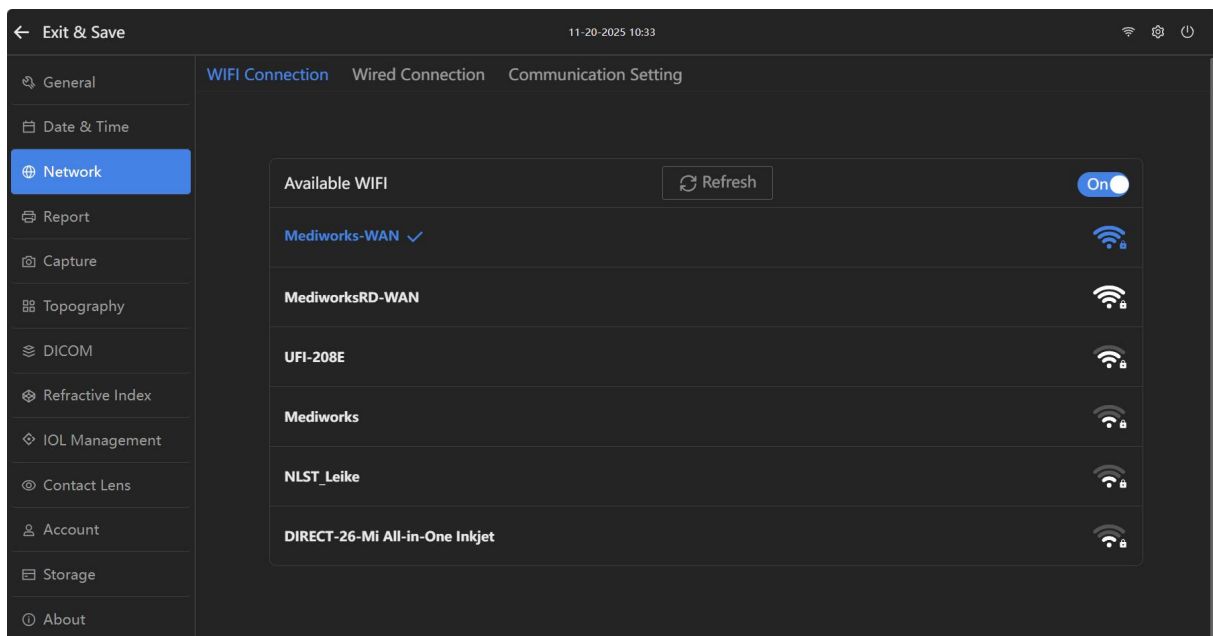 Exit & Save
11-20-2025 10:33
General
Date & Time
Network
Report
Capture
Topography
DICOM
Refractive Index
IOL Management
Contact Lens
Account
Storage
About
WIFI Connection Wired Connection Communication Setting
Available WIFI Refresh On
Mediworks-WAN
MediworksRD-WAN
UFI-208E
Mediworks
NLST_Leike
DIRECT-26-Mi All-in-One Inkjet